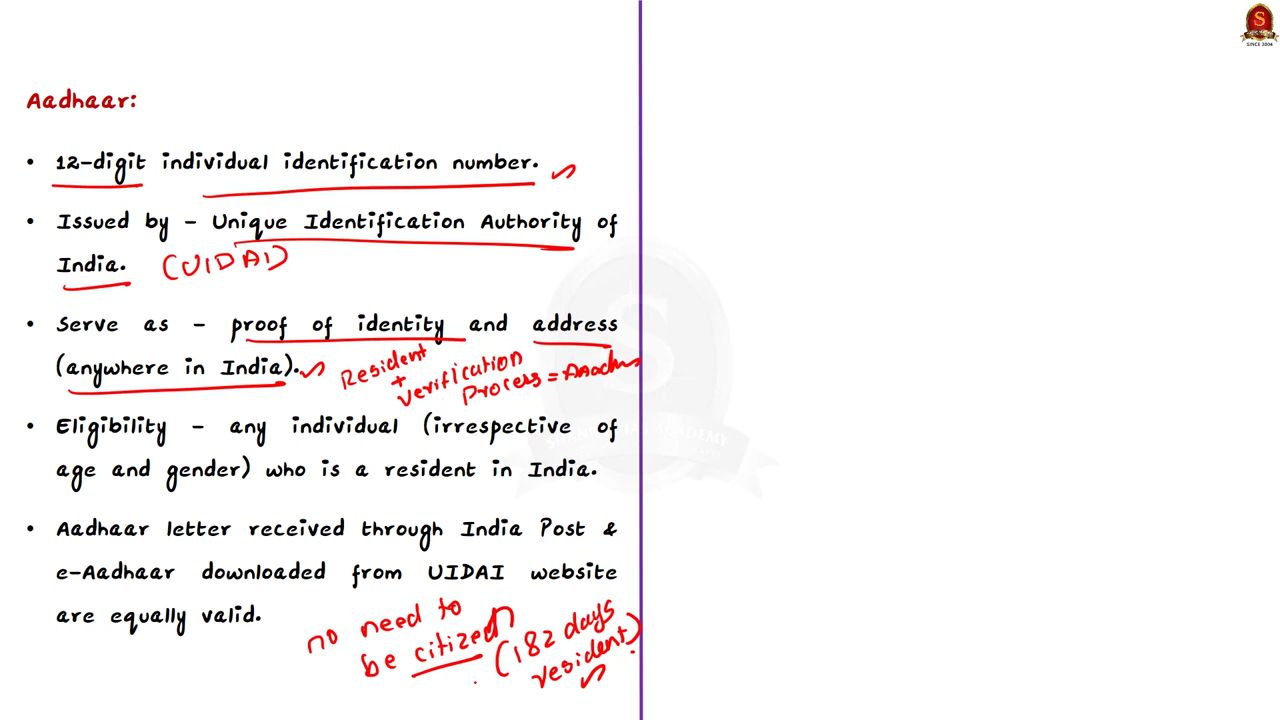 S
SINCE 2004
Aadhaar:
• 12-digit individual identification number.
• Issued by - Unique Identification Authority of
India. (UIDAI)
• Serve as - proof of identity and address
(anywhere in India).
Resident
+
verification
process =
• Eligibility - any individual (irrespective of
age and gender) who is a resident in India.
• Aadhaar letter received through India Post &
e-Aadhaar downloaded from UIDAI website
are equally valid.
no need to
be citizen
(182 days
resident)